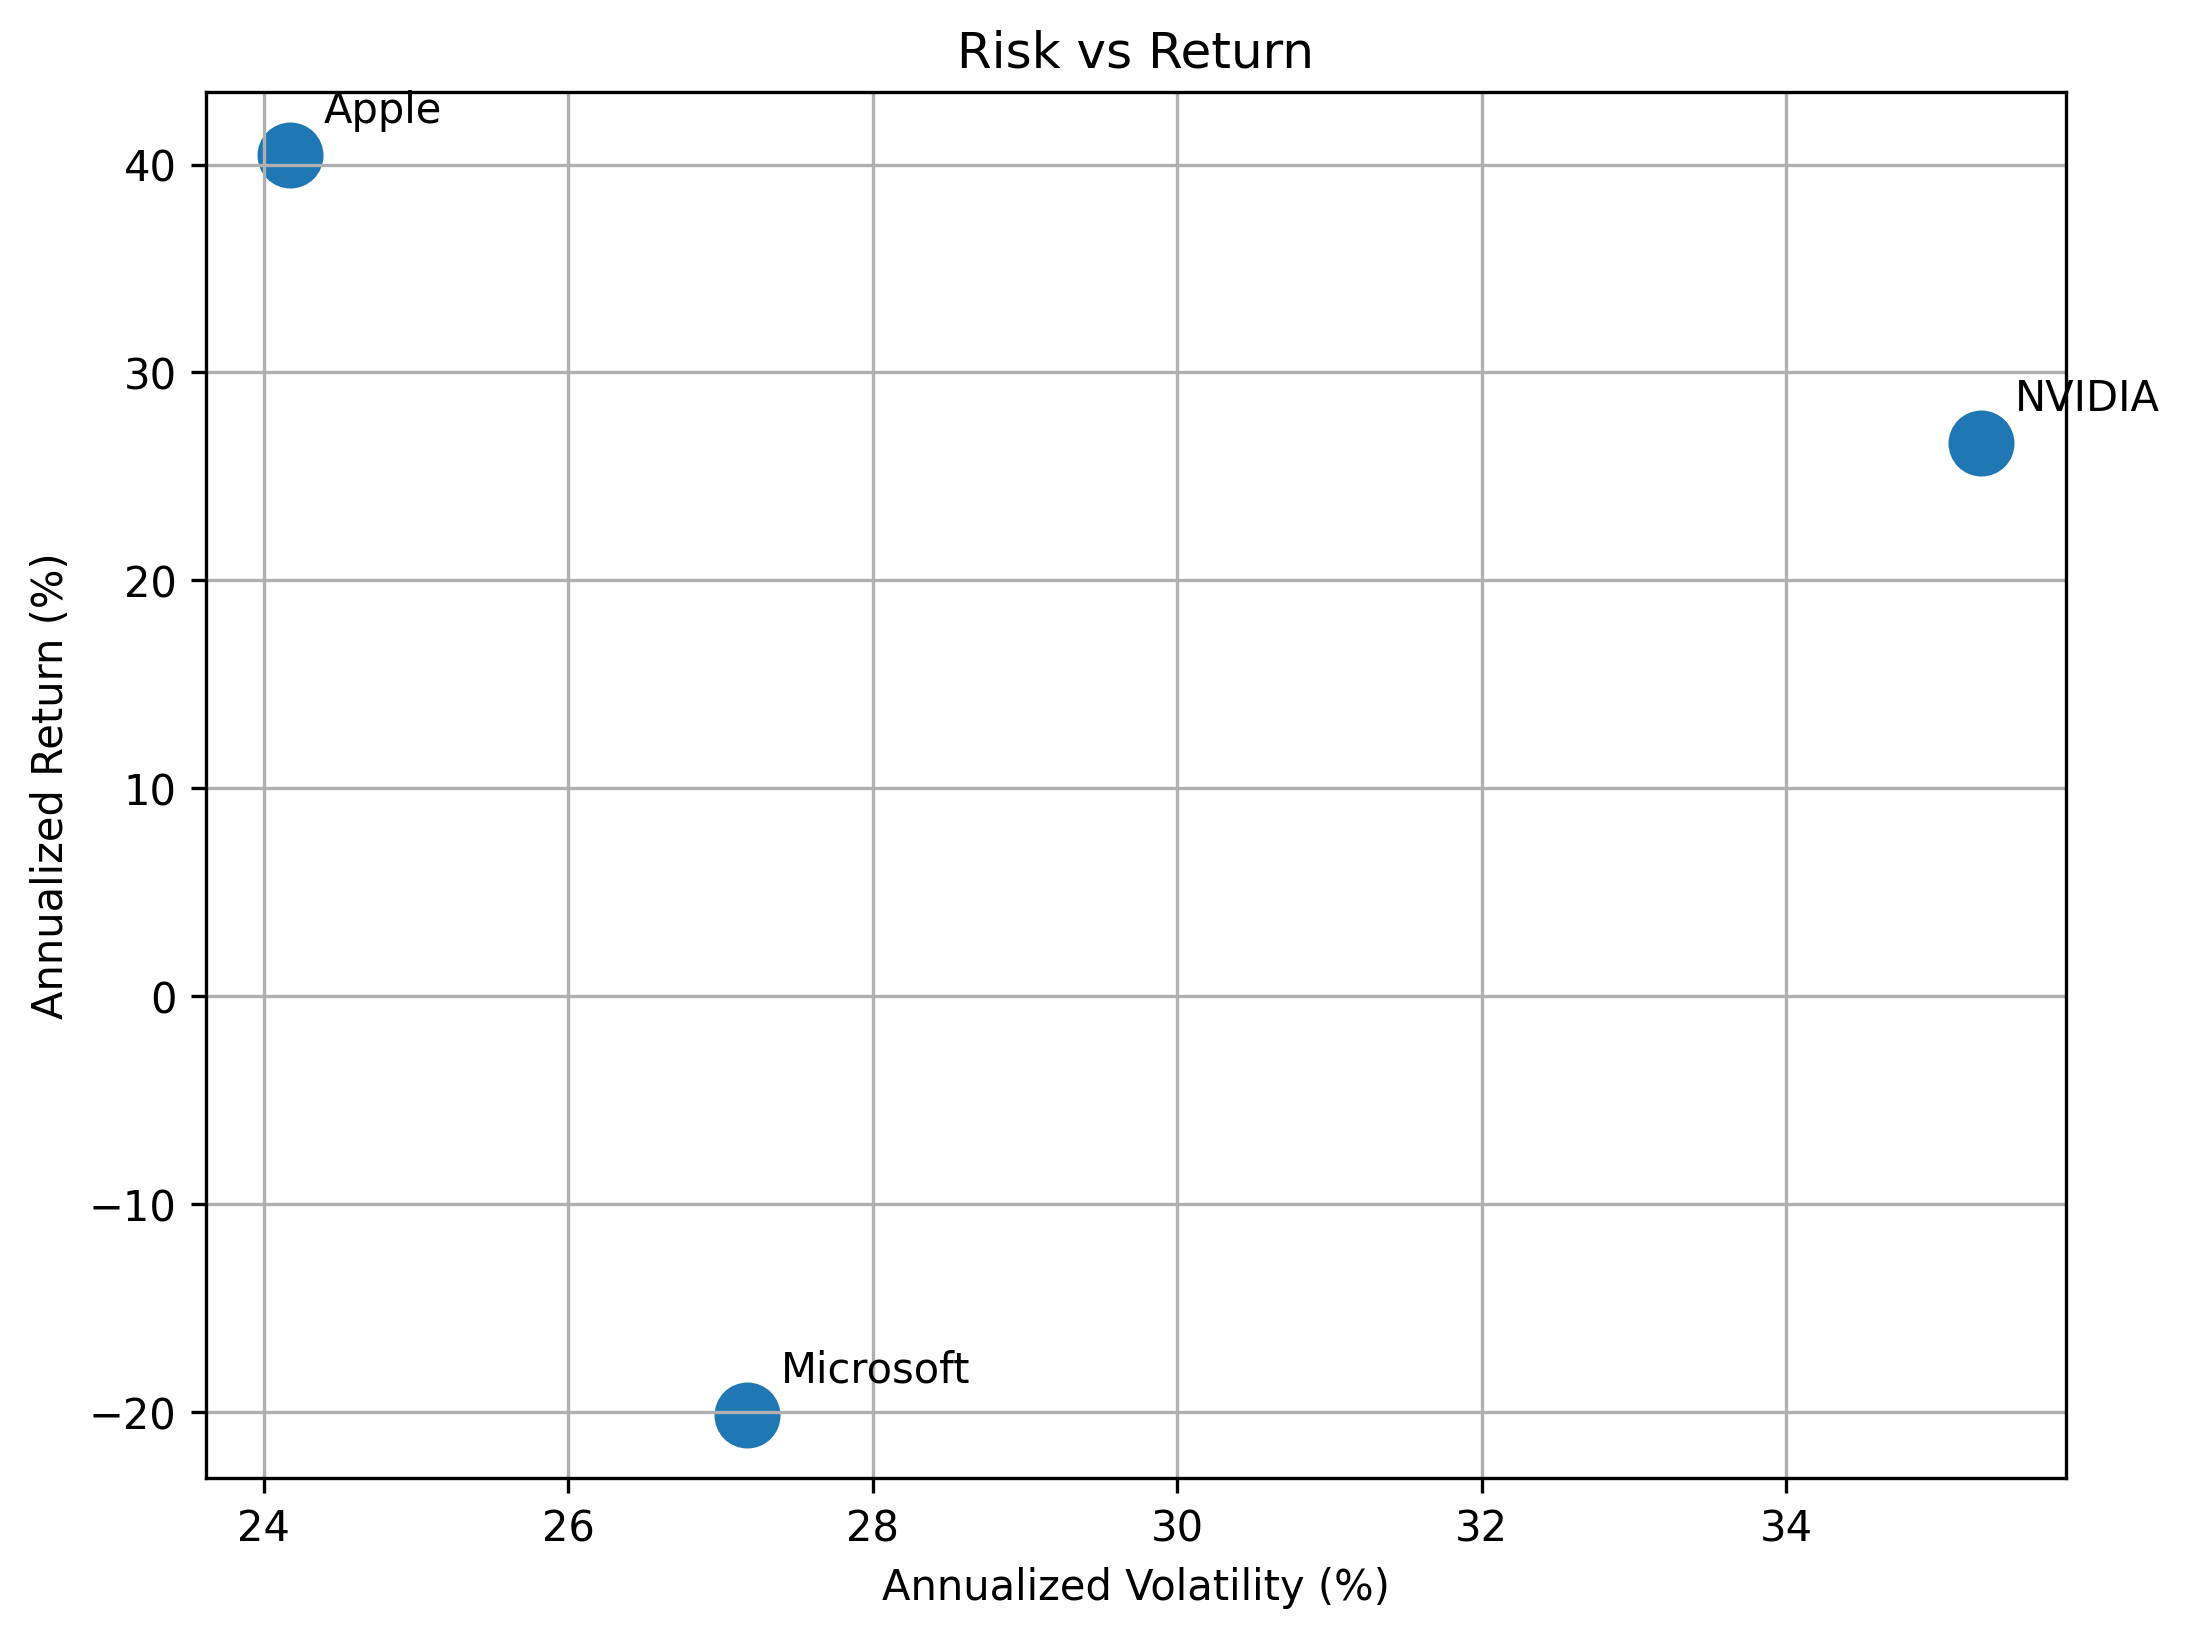 Risk vs Return
Apple
40
30
NVIDIA
20
10
0
−10
Microsoft
−20
24 26 28 30 32 34
Annualized Volatility (%)
Annualized Return (%)